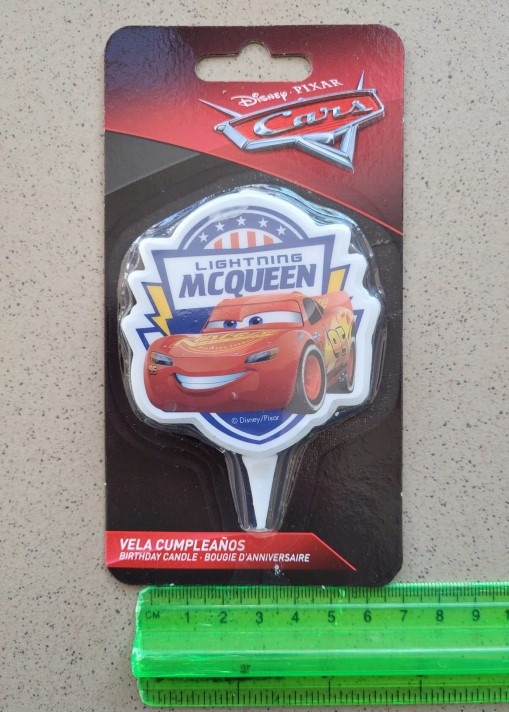 Disney · PIXAR
Cars
LIGHTNING
MCQUEEN
95
© Disney/Pixar
VELA CUMPLEAÑOS
BIRTHDAY CANDLE · BOUGIE D'ANNIVERSAIRE
CM 1 2 3 4 5 6 7 8 9